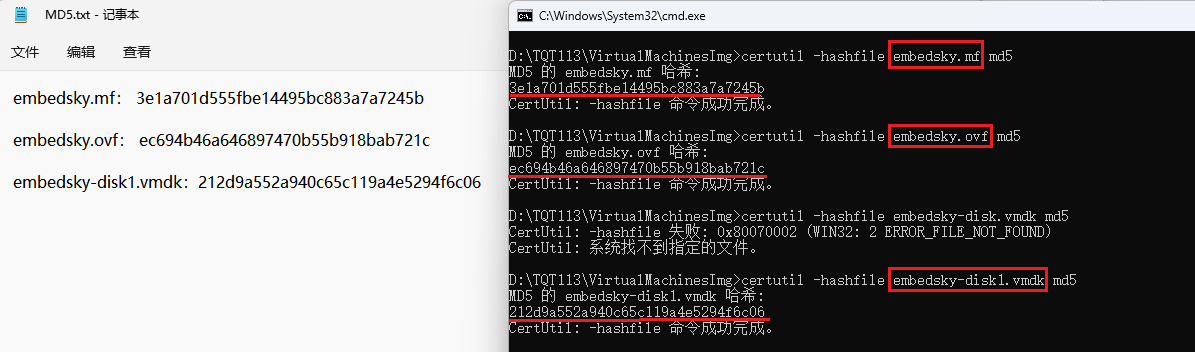 MD5.txt - 记事本
文件 编辑 查看
embedsky.mf： 3e1a701d555fbe14495bc883a7a7245b
embedsky.ovf： ec694b46a646897470b55b918bab721c
embedsky-disk1.vmdk：212d9a552a940c65c119a4e5294f6c06
C:\Windows\System32\cmd.exe
D:\TQT113\VirtualMachinesImg>certutil -hashfile embedsky.mf md5
MD5 的 embedsky.mf 哈希:
3e1a701d555fbe14495bc883a7a7245b
CertUtil: -hashfile 命令成功完成。
D:\TQT113\VirtualMachinesImg>certutil -hashfile embedsky.ovf md5
MD5 的 embedsky.ovf 哈希:
ec694b46a646897470b55b918bab721c
CertUtil: -hashfile 命令成功完成。
D:\TQT113\VirtualMachinesImg>certutil -hashfile embedsky-disk.vmdk md5
CertUtil: -hashfile 失败: 0x80070002 (WIN32: 2 ERROR_FILE_NOT_FOUND)
CertUtil: 系统找不到指定的文件。
D:\TQT113\VirtualMachinesImg>certutil -hashfile embedsky-disk1.vmdk md5
MD5 的 embedsky-disk1.vmdk 哈希:
212d9a552a940c65c119a4e5294f6c06
CertUtil: -hashfile 命令成功完成。